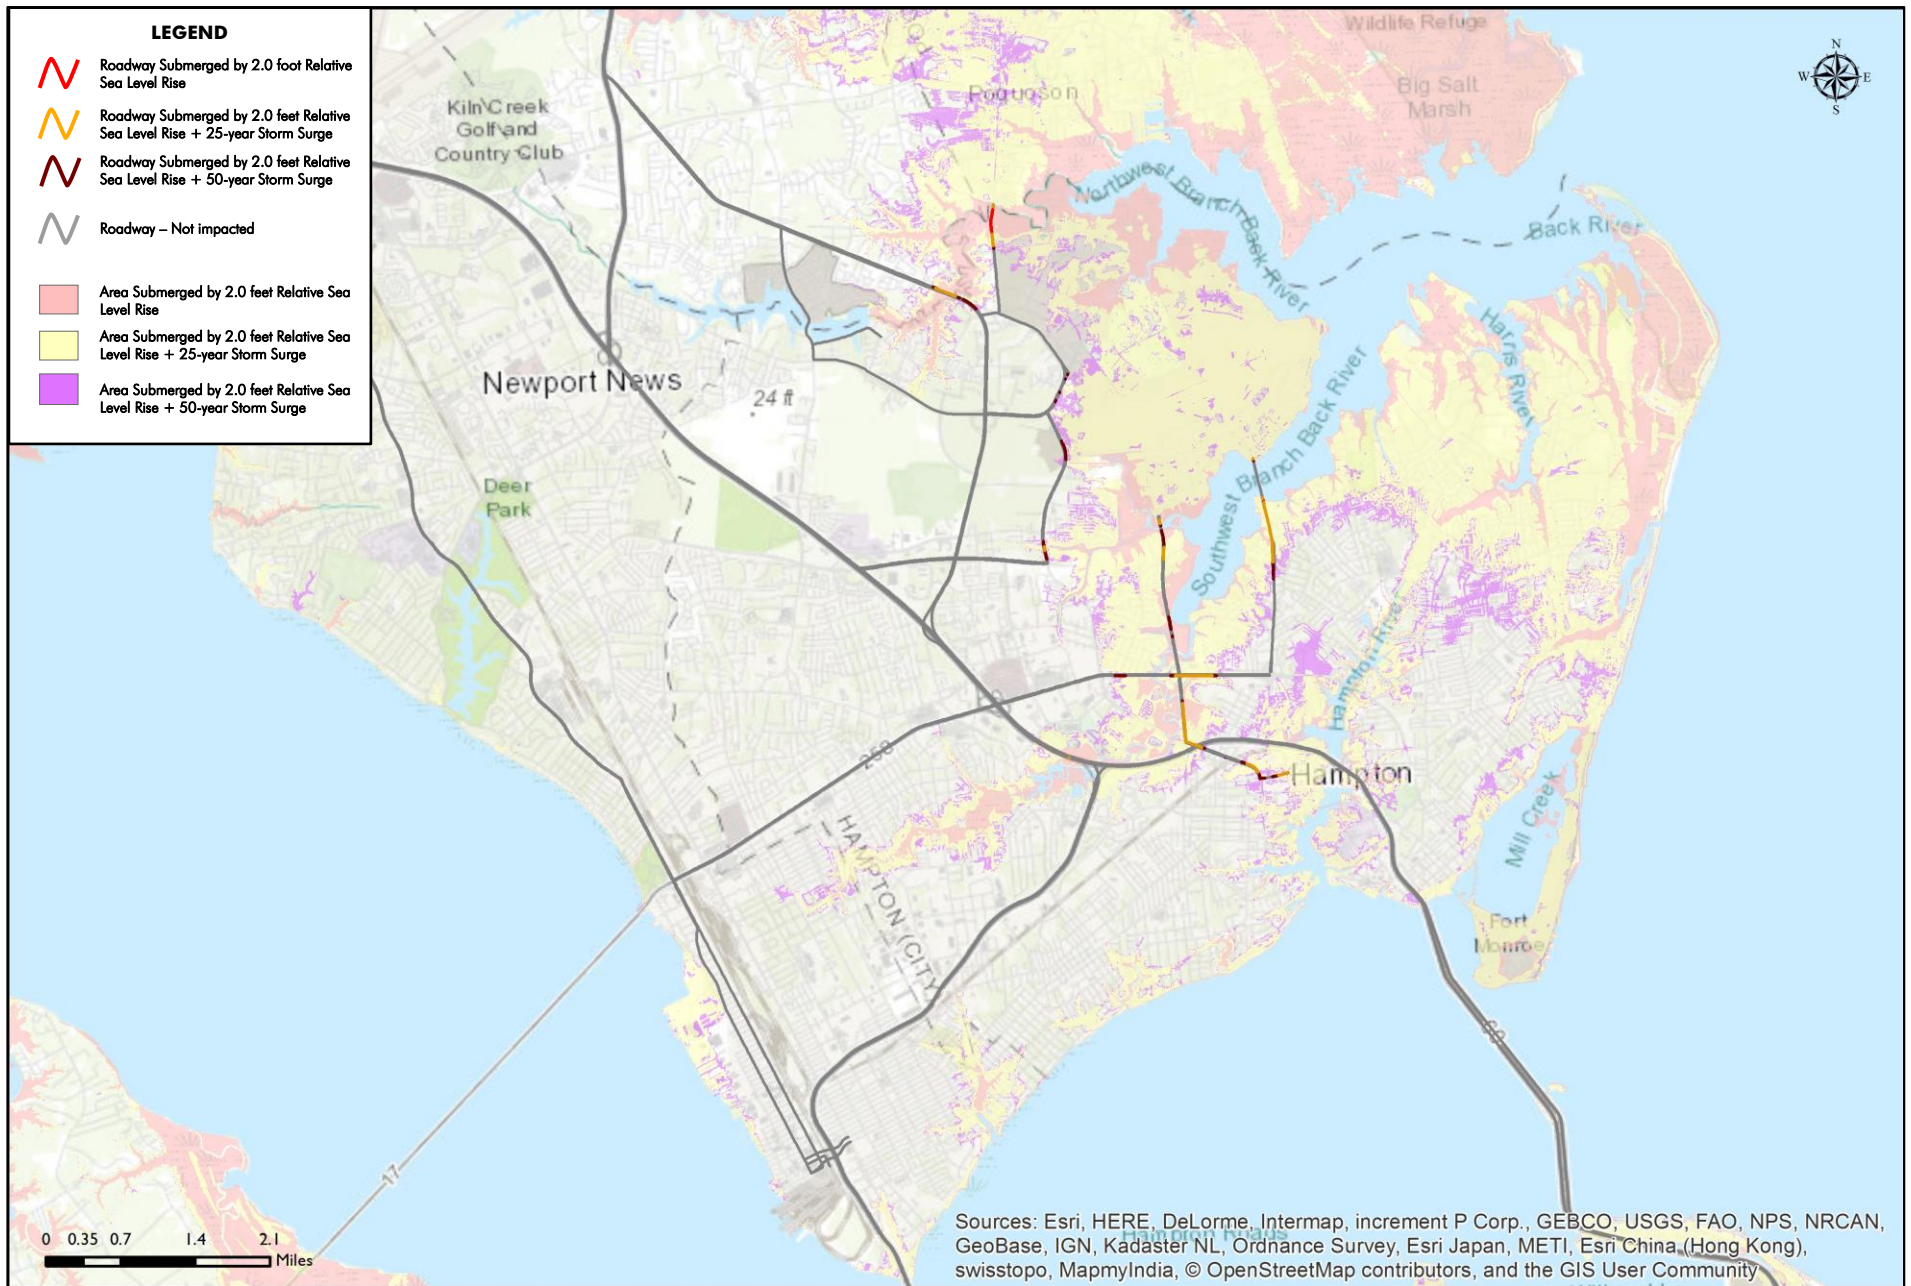 LEGEND
Roadway Submerged by 2.0 foot Relative
Sea Level Rise
Roadway Submerged by 2.0 feet Relative
Sea Level Rise + 25-year Storm Surge
Roadway Submerged by 2.0 feet Relative
Sea Level Rise + 50-year Storm Surge
Roadway – Not impacted
Area Submerged by 2.0 feet Relative Sea
Level Rise
Area Submerged by 2.0 feet Relative Sea
Level Rise + 25-year Storm Surge
Area Submerged by 2.0 feet Relative Sea
Level Rise + 50-year Storm Surge
Wildlife Refuge
N
W
E
S
Big Salt
Marsh
Poquoson
Kiln Creek
Golf and
Country Club
Northwest Branch Back River
Back River
Harris River
Newport News
24 ft
Southwest Branch Back River
Deer
Park
Hampton River
258
Hampton
Mill Creek
HAMPTON (CITY)
Fort
Monroe
60
17
0 0.35 0.7 1.4 2.1
Miles
Hampton Roads
Sources: Esri, HERE, DeLorme, Intermap, increment P Corp., GEBCO, USGS, FAO, NPS, NRCAN,
GeoBase, IGN, Kadaster NL, Ordnance Survey, Esri Japan, METI, Esri China (Hong Kong),
swisstopo, MapmyIndia, © OpenStreetMap contributors, and the GIS User Community